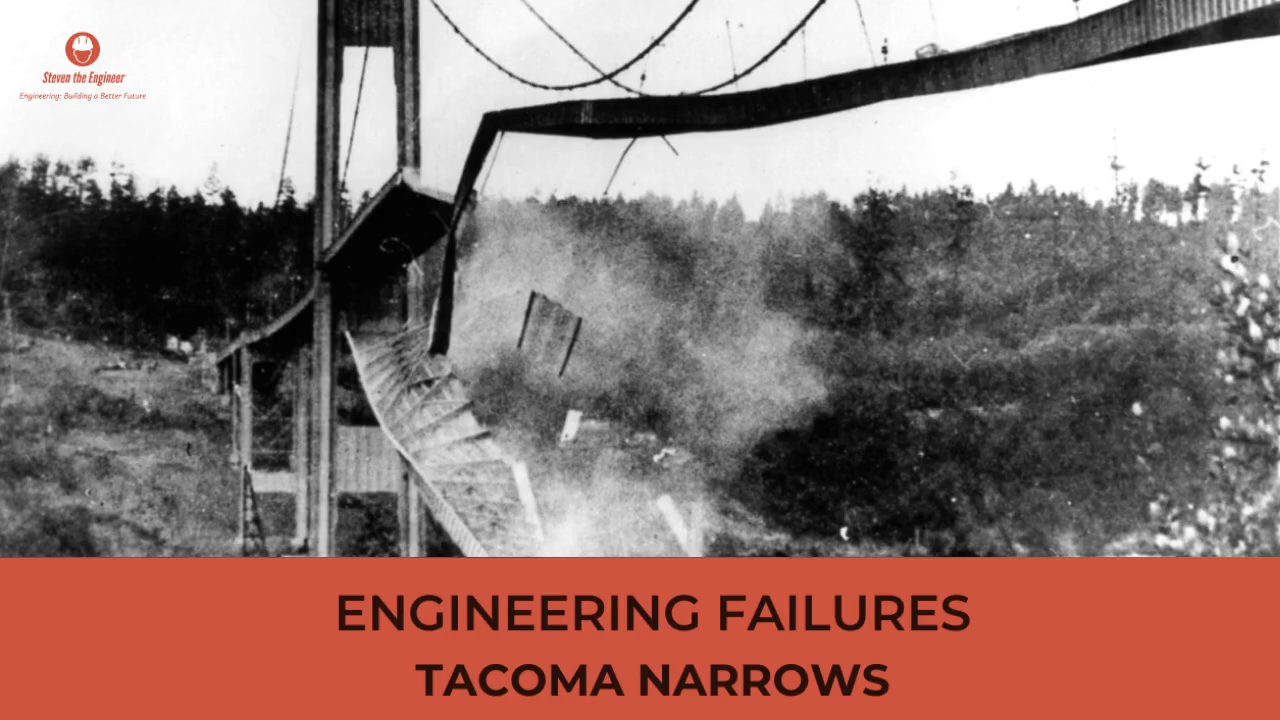 Steven the Engineer
Engineering: Building a Better Future
ENGINEERING FAILURES
TACOMA NARROWS